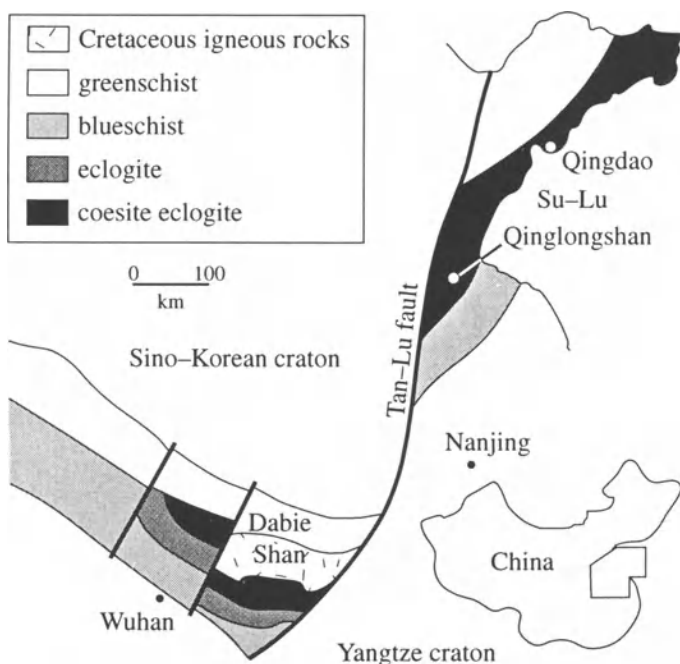 Cretaceous igneous rocks
greenschist
blueschist
eclogite
coesite eclogite
0 100
km
Qingdao
Su–Lu
Qinglongshan
Tan–Lu fault
Sino–Korean craton
Nanjing
Dabie
Shan
China
Wuhan
Yangtze craton